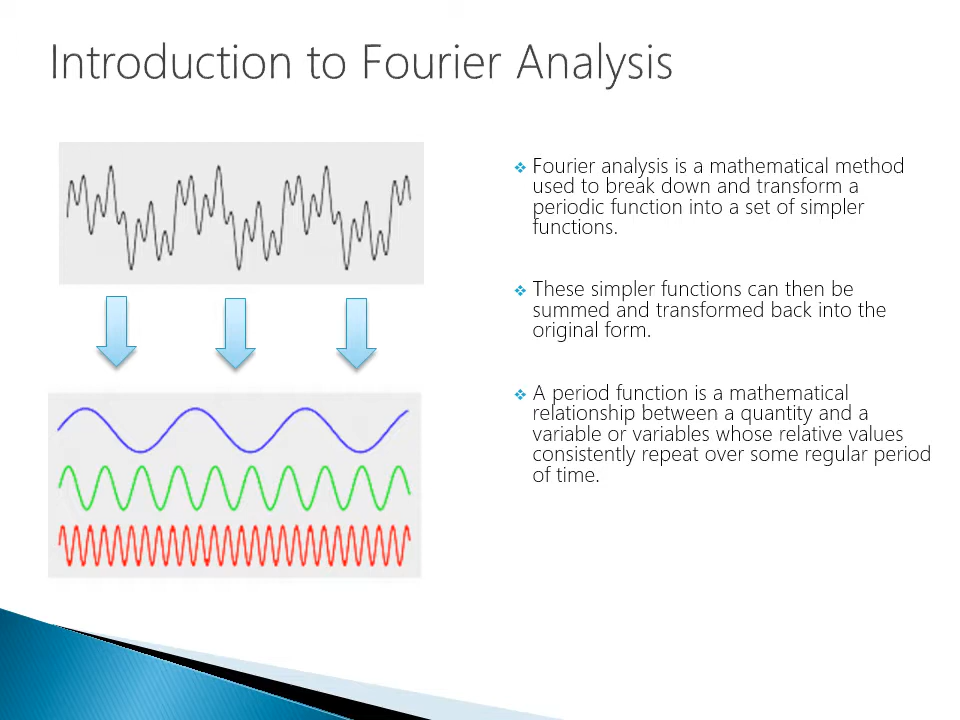 Introduction to Fourier Analysis
Fourier analysis is a mathematical method
used to break down and transform a
periodic function into a set of simpler
functions.
These simpler functions can then be
summed and transformed back into the
original form.
A period function is a mathematical
relationship between a quantity and a
variable or variables whose relative values
consistently repeat over some regular period
of time.